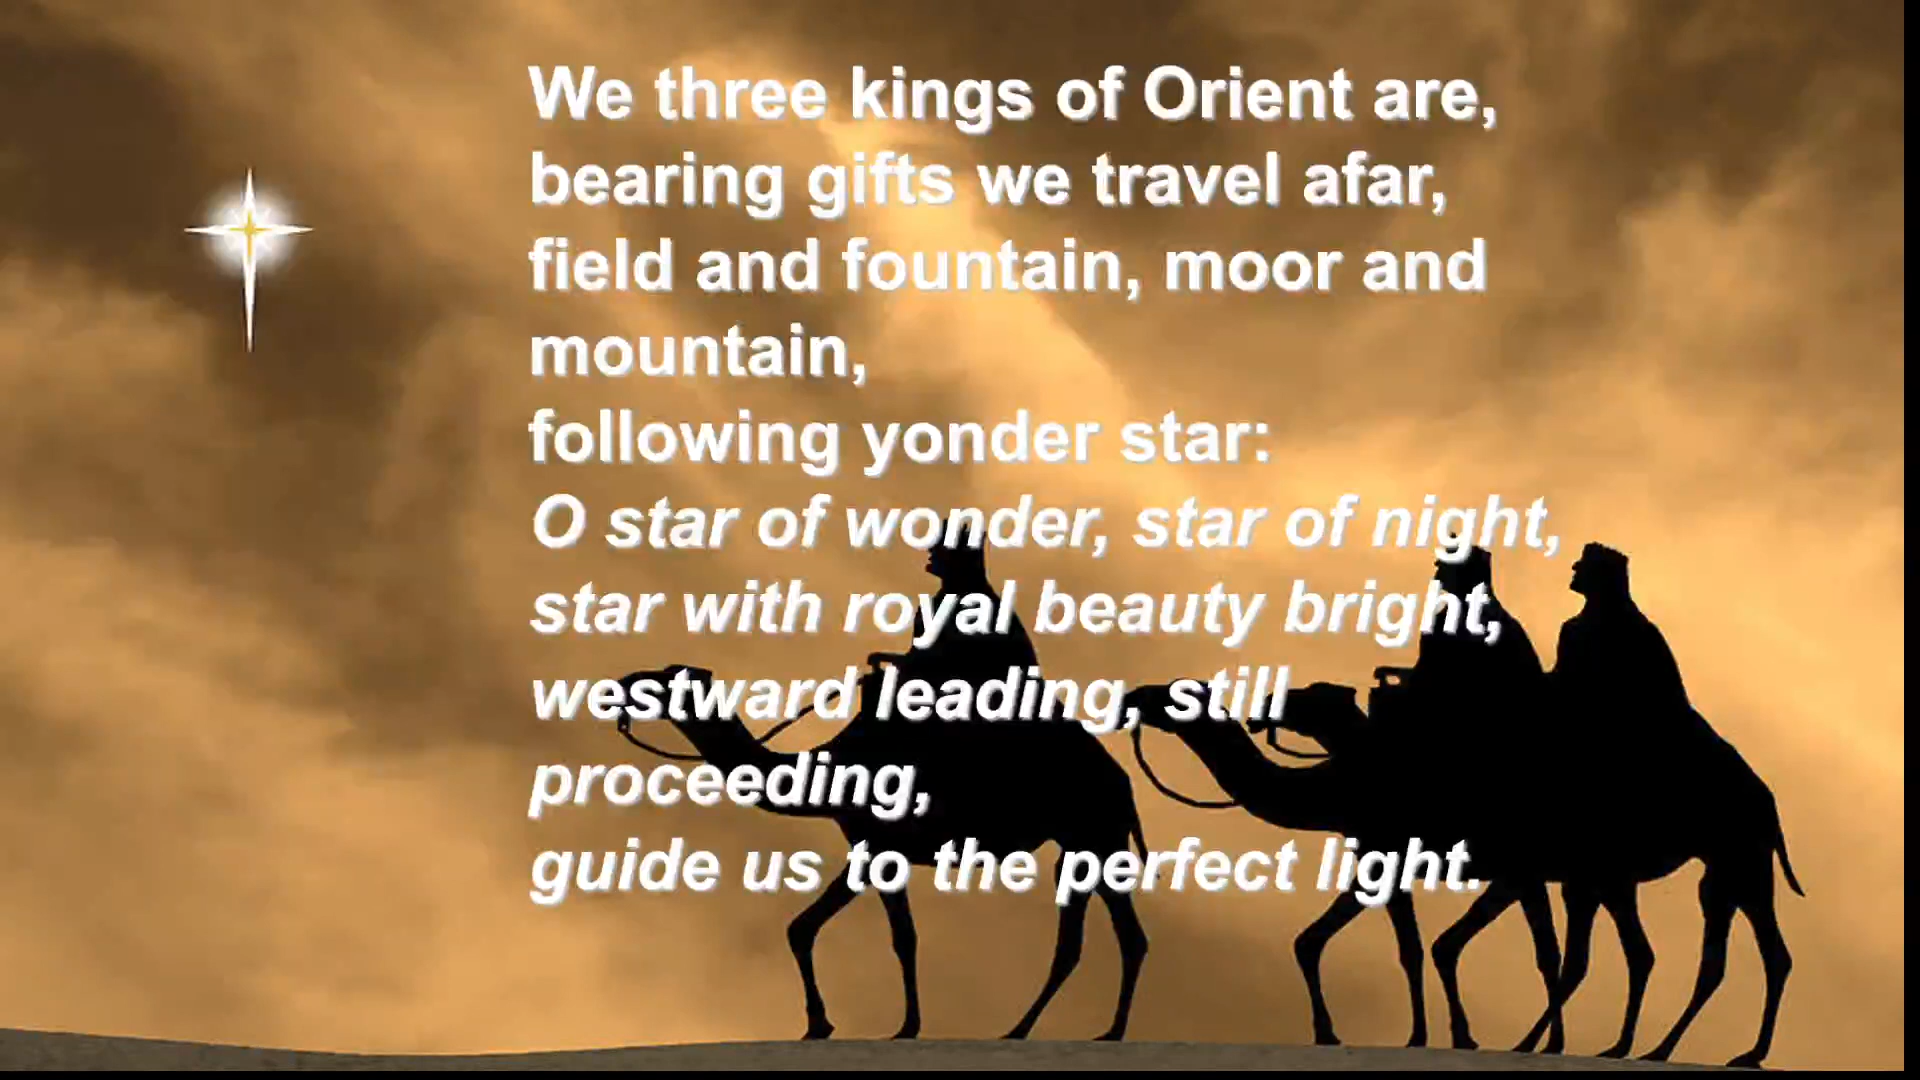 We three kings of Orient are,
bearing gifts we travel afar,
field and fountain, moor and
mountain,
following yonder star:
O star of wonder, star of night,
star with royal beauty bright,
westward leading, still
proceeding,
guide us to the perfect light.